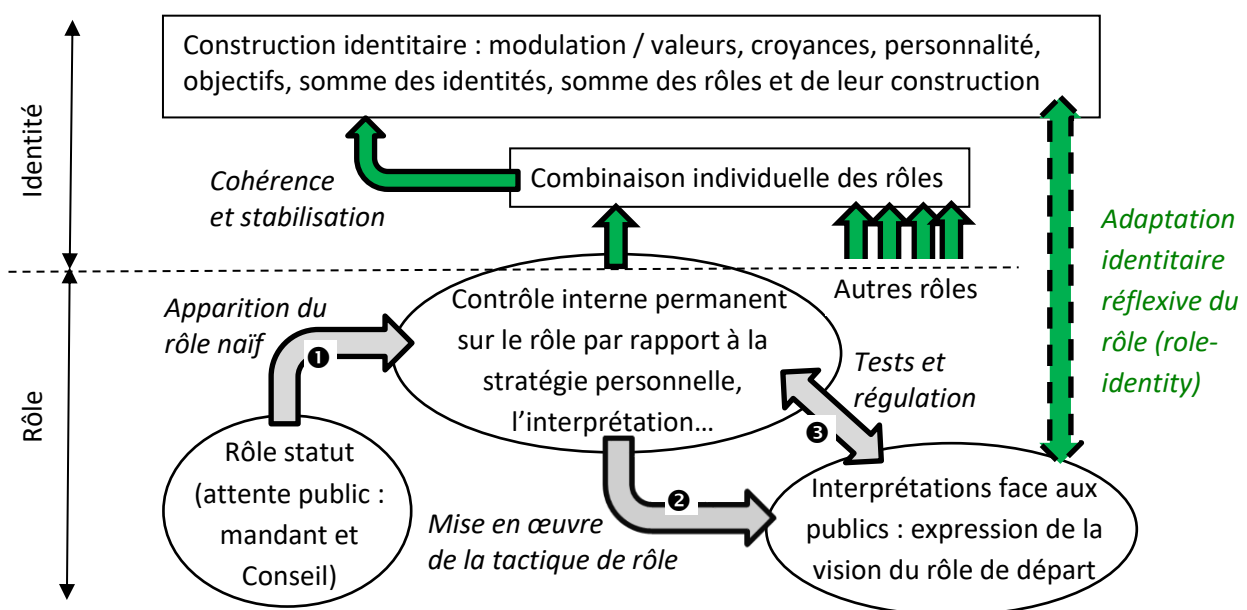 Construction identitaire : modulation / valeurs, croyances, personnalité,
objectifs, somme des identités, somme des rôles et de leur construction
Identité
Cohérence
et stabilisation
Combinaison individuelle des rôles
Adaptation
identitaire
réflexive du
rôle (role-
identity)
Autres rôles
Rôle
Apparition du
rôle naïf
❶
Contrôle interne permanent
sur le rôle par rapport à la
stratégie personnelle,
l’interprétation…
Tests et
régulation
❸
Rôle statut
(attente public :
mandant et
Conseil)
❷
Mise en œuvre
de la tactique de rôle
Interprétations face aux
publics : expression de la
vision du rôle de départ